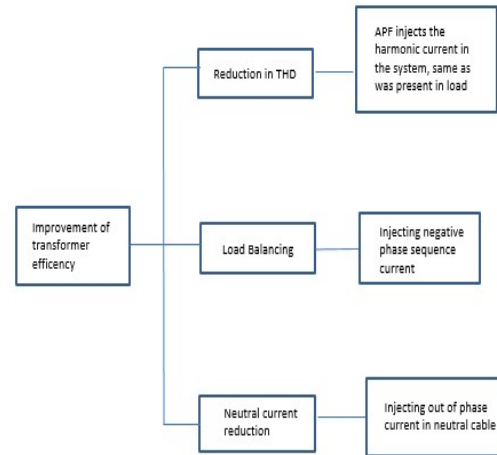 APF injects the
harmonic current in
the system, same as
was present in load
Reduction in THD
Improvement of
transformer
efficency
Load Balancing
Injecting negative
phase sequence
current
Neutral current
reduction
Injecting out of phase
current in neutral cable